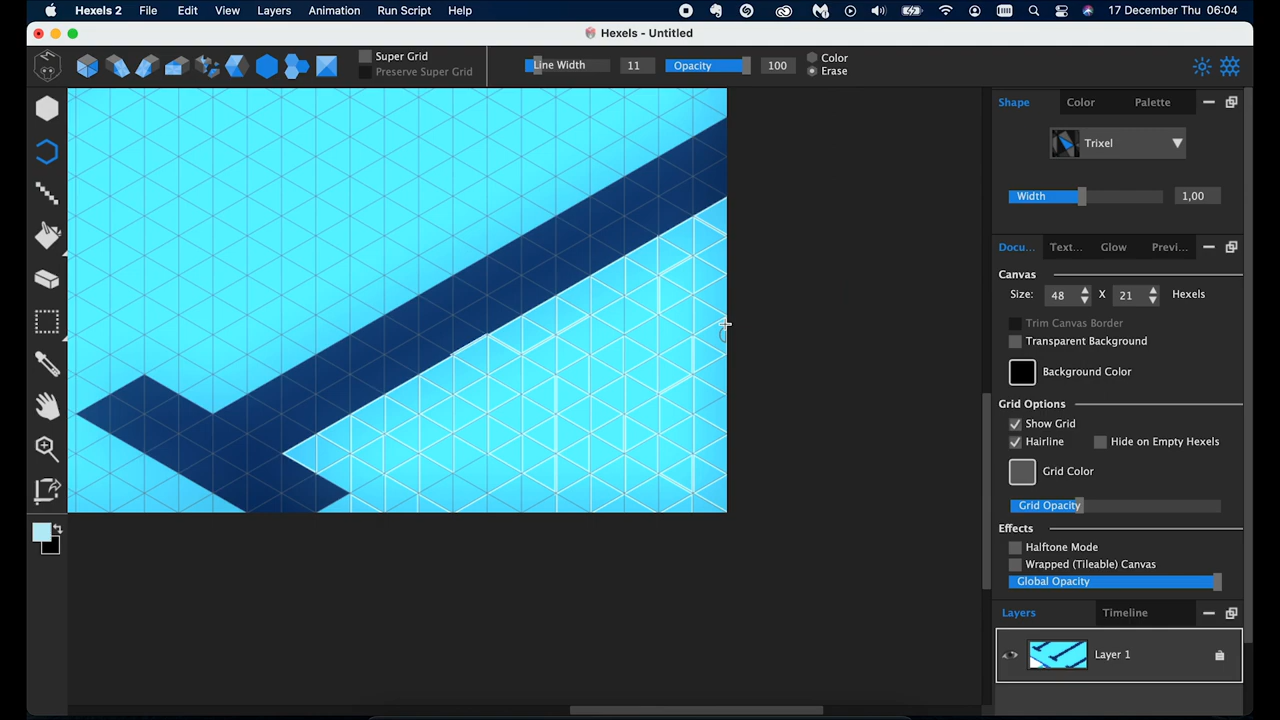 Hexels 2 File Edit View Layers Animation Run Script Help 17 December Thu 06:04
Hexels - Untitled
Super Grid
Preserve Super Grid
Line Width 11 Opacity 100
Color
Erase
Shape Color Palette
Trixel
Width 1,00
Docu... Text... Glow Previ...
Canvas
Size: 48 X 21 Hexels
Trim Canvas Border
Transparent Background
Background Color
Grid Options
Show Grid
Hairline Hide on Empty Hexels
Grid Color
Grid Opacity
Effects
Halftone Mode
Wrapped (Tileable) Canvas
Global Opacity
Layers Timeline
Layer 1